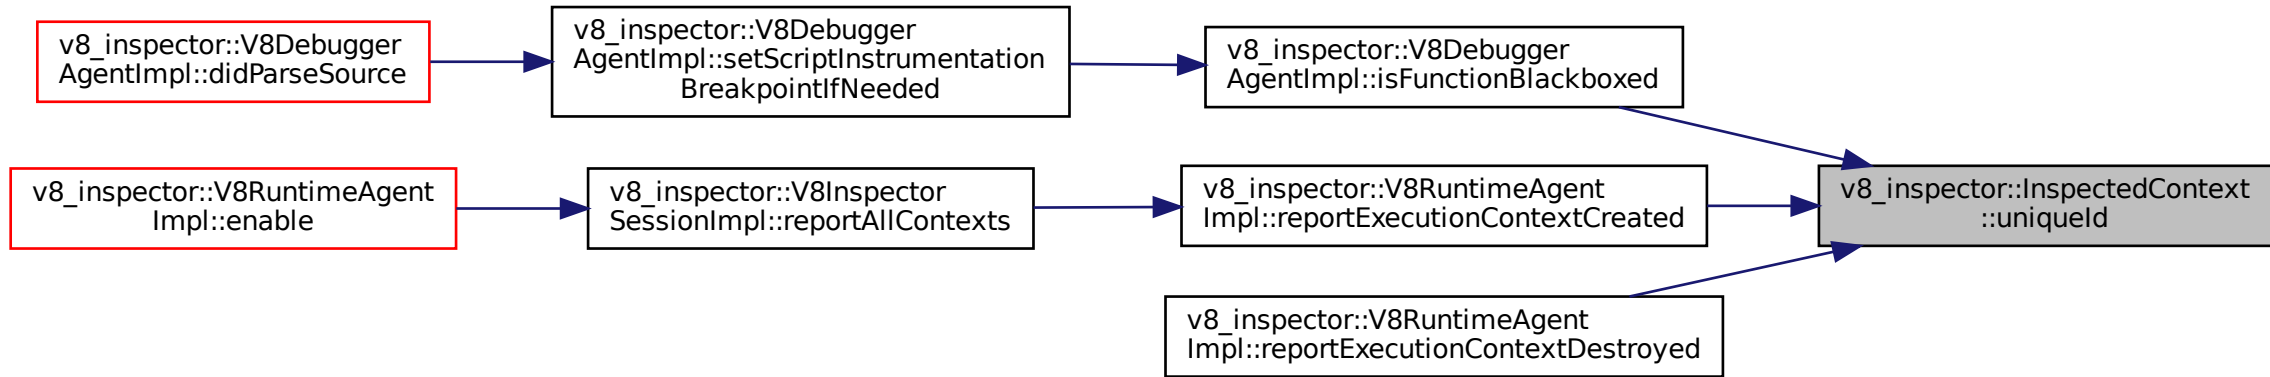 v8_inspector::V8Debugger
AgentImpl::didParseSource
v8_inspector::V8Debugger
AgentImpl::setScriptInstrumentation
BreakpointIfNeeded
v8_inspector::V8Debugger
AgentImpl::isFunctionBlackboxed
v8_inspector::V8RuntimeAgent
Impl::enable
v8_inspector::V8Inspector
SessionImpl::reportAllContexts
v8_inspector::V8RuntimeAgent
Impl::reportExecutionContextCreated
v8_inspector::InspectedContext
::uniqueId
v8_inspector::V8RuntimeAgent
Impl::reportExecutionContextDestroyed